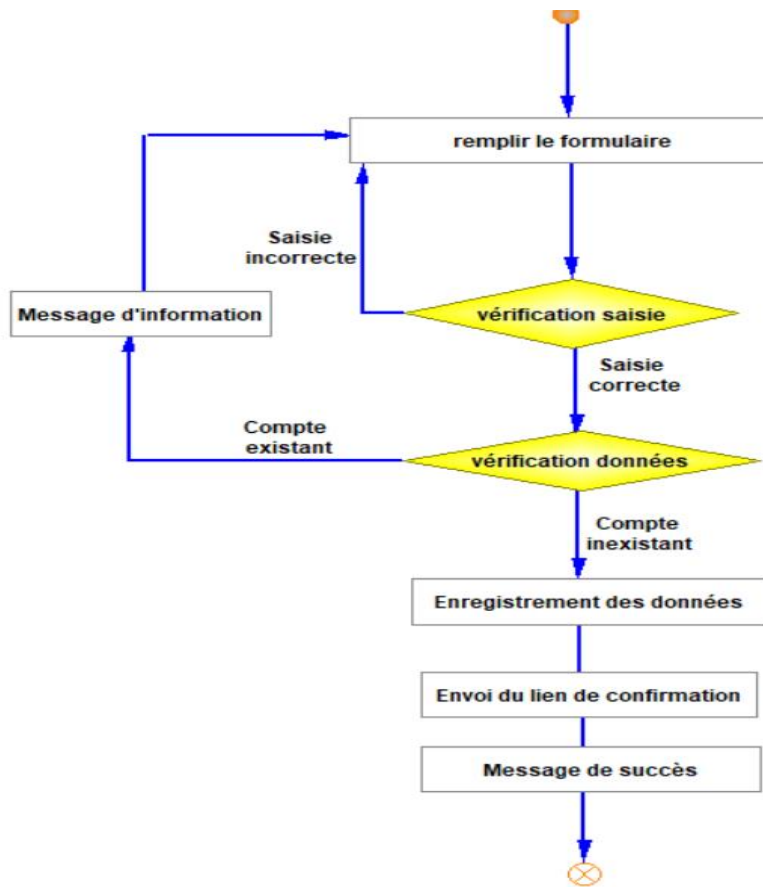 remplir le formulaire
Saisie
incorrecte
Message d'information
vérification saisie
Saisie
correcte
Compte
existant
vérification données
Compte
inexistant
Enregistrement des données
Envoi du lien de confirmation
Message de succès